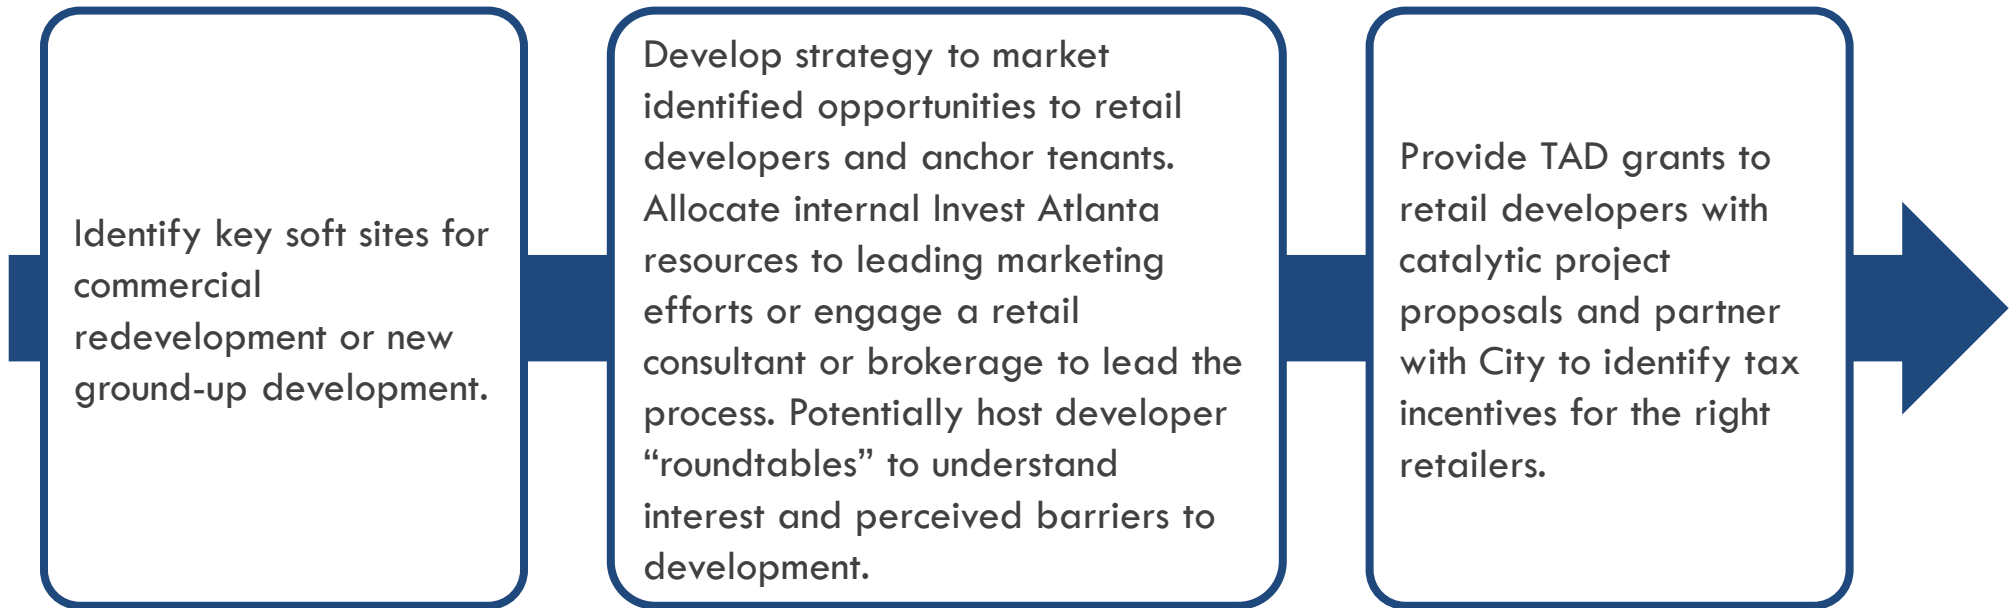 Identify key soft sites for
commercial
redevelopment or new
ground-up development.
Develop strategy to market
identified opportunities to retail
developers and anchor tenants.
Allocate internal Invest Atlanta
resources to leading marketing
efforts or engage a retail
consultant or brokerage to lead the
process. Potentially host developer
“roundtables” to understand
interest and perceived barriers to
development.
Provide TAD grants to
retail developers with
catalytic project
proposals and partner
with City to identify tax
incentives for the right
retailers.